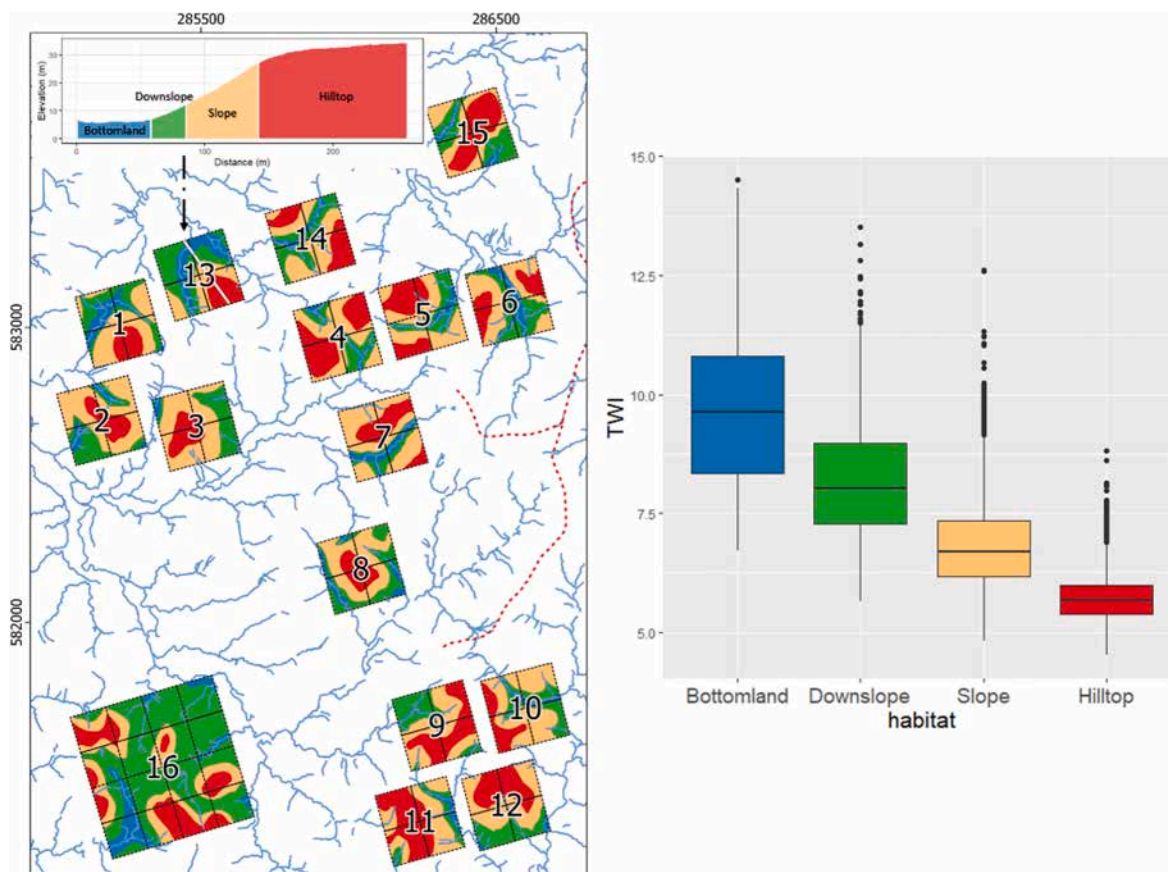 285500
286500
Elevation (m)
30
20
10
0
Downslope
Slope
Hilltop
Bottomland
0
100
200
Distance (m)
15
14
13
583000
1
4
5
6
2
3
7
8
582000
9
10
16
11
12
15.0
12.5
10.0
7.5
5.0
TWI
Bottomland
Downslope
Slope
Hilltop
habitat